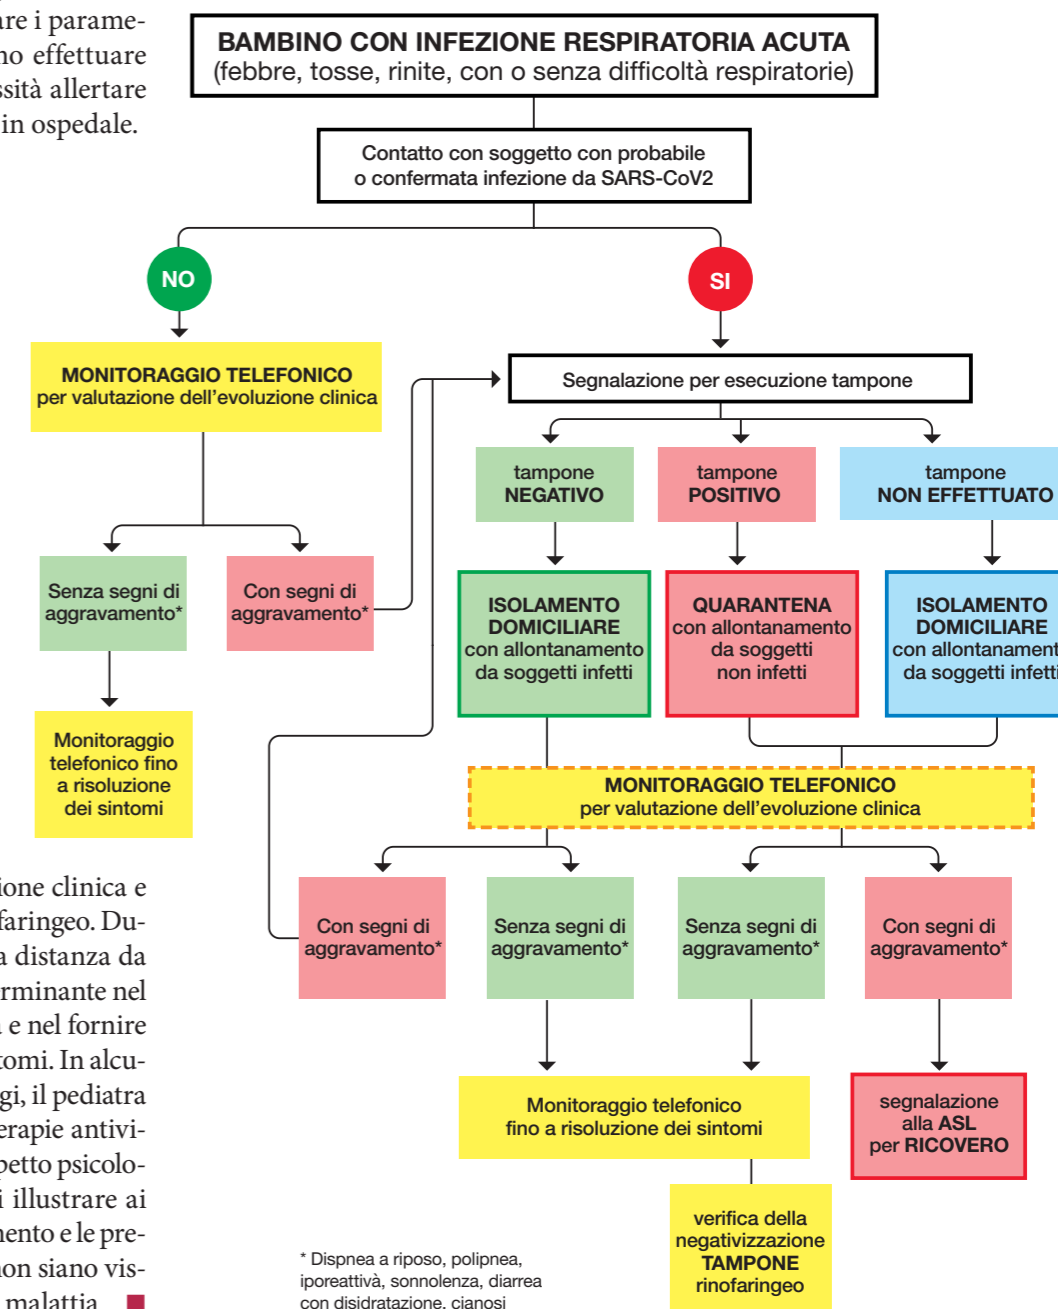 are i parame-
no effettuare
ssità allertare
in ospedale.
BAMBINO CON INFEZIONE RESPIRATORIA ACUTA
(febbre, tosse, rinite, con o senza difficoltà respiratorie)
Contatto con soggetto con probabile
o confermata infezione da SARS-CoV2
NO
SI
MONITORAGGIO TELEFONICO
per valutazione dell'evoluzione clinica
Segnalazione per esecuzione tampone
tampone
NEGATIVO
tampone
POSITIVO
tampone
NON EFFETTUATO
Senza segni di
aggravamento*
Con segni di
aggravamento*
ISOLAMENTO
DOMICILIARE
con allontanamento
da soggetti infetti
QUARANTENA
con allontanamento
da soggetti
non infetti
ISOLAMENTO
DOMICILIARE
con allontanament
da soggetti infetti
Monitoraggio
telefonico fino
a risoluzione
dei sintomi
MONITORAGGIO TELEFONICO
per valutazione dell'evoluzione clinica
Con segni di
aggravamento*
Senza segni di
aggravamento*
Senza segni di
aggravamento*
Con segni di
aggravamento*
Monitoraggio telefonico
fino a risoluzione dei sintomi
segnalazione
alla ASL
per RICOVERO
verifica della
negativizzazione
TAMPONE
rinofaringeo
ione clinica e
faringeo. Du-
a distanza da
erminante nel
a e nel fornire
tomi. In alcu-
gi, il pediatra
erapie antivi-
petto psicolo-
i illustrare ai
mento e le pre-
non siano vis-
malattia.
* Dispnea a riposo, polipnea,
iporeattivà, sonnolenza, diarrea
con disidratazione, cianosi